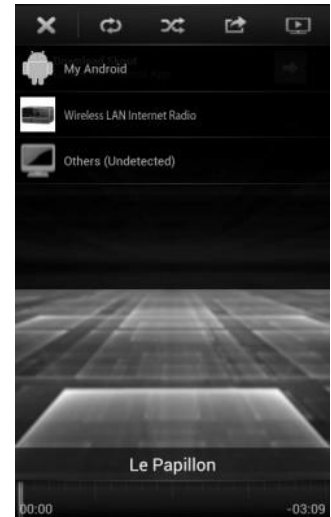 My Android
Wireless LAN Internet Radio
Others (Undetected)
Le Papillon
00:00
-03:09